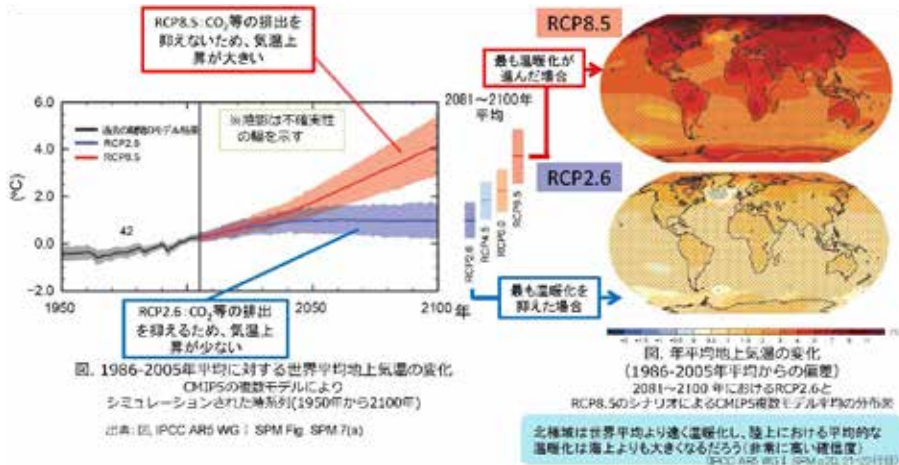 RCP8.5:CO₂等の排出を
抑えないため、気温上
昇が大きい
6.0
4.0
2.0
0.0
−2.0
(℃)
RCP2.6
RCP8.5
※陰影は不確実性
の幅を示す
42
1950
2050
2100
年
RCP2.6:CO₂等の排出
を抑えるため、気温上
昇が少ない
2081～2100年
平均
RCP2.6
RCP4.5
RCP6.0
RCP8.5
RCP8.5
最も温暖化が
進んだ場合
RCP2.6
最も温暖化を
抑えた場合
図. 1986-2005年平均に対する世界平均地上気温の変化
CMIP5の複数モデルにより
シミュレーションされた時系列(1950年から2100年)
出典:図, IPCC AR5 WG I SPM Fig. SPM.7(a)
図. 年平均地上気温の変化
(1986-2005年平均からの偏差)
2081～2100 年におけるRCP2.6と
RCP8.5のシナリオによるCMIP5複数モデル平均の分布図
北極域は世界平均より速く温暖化し、陸上における平均的な
温暖化は海上よりも大きくなるだろう(非常に高い確信度)